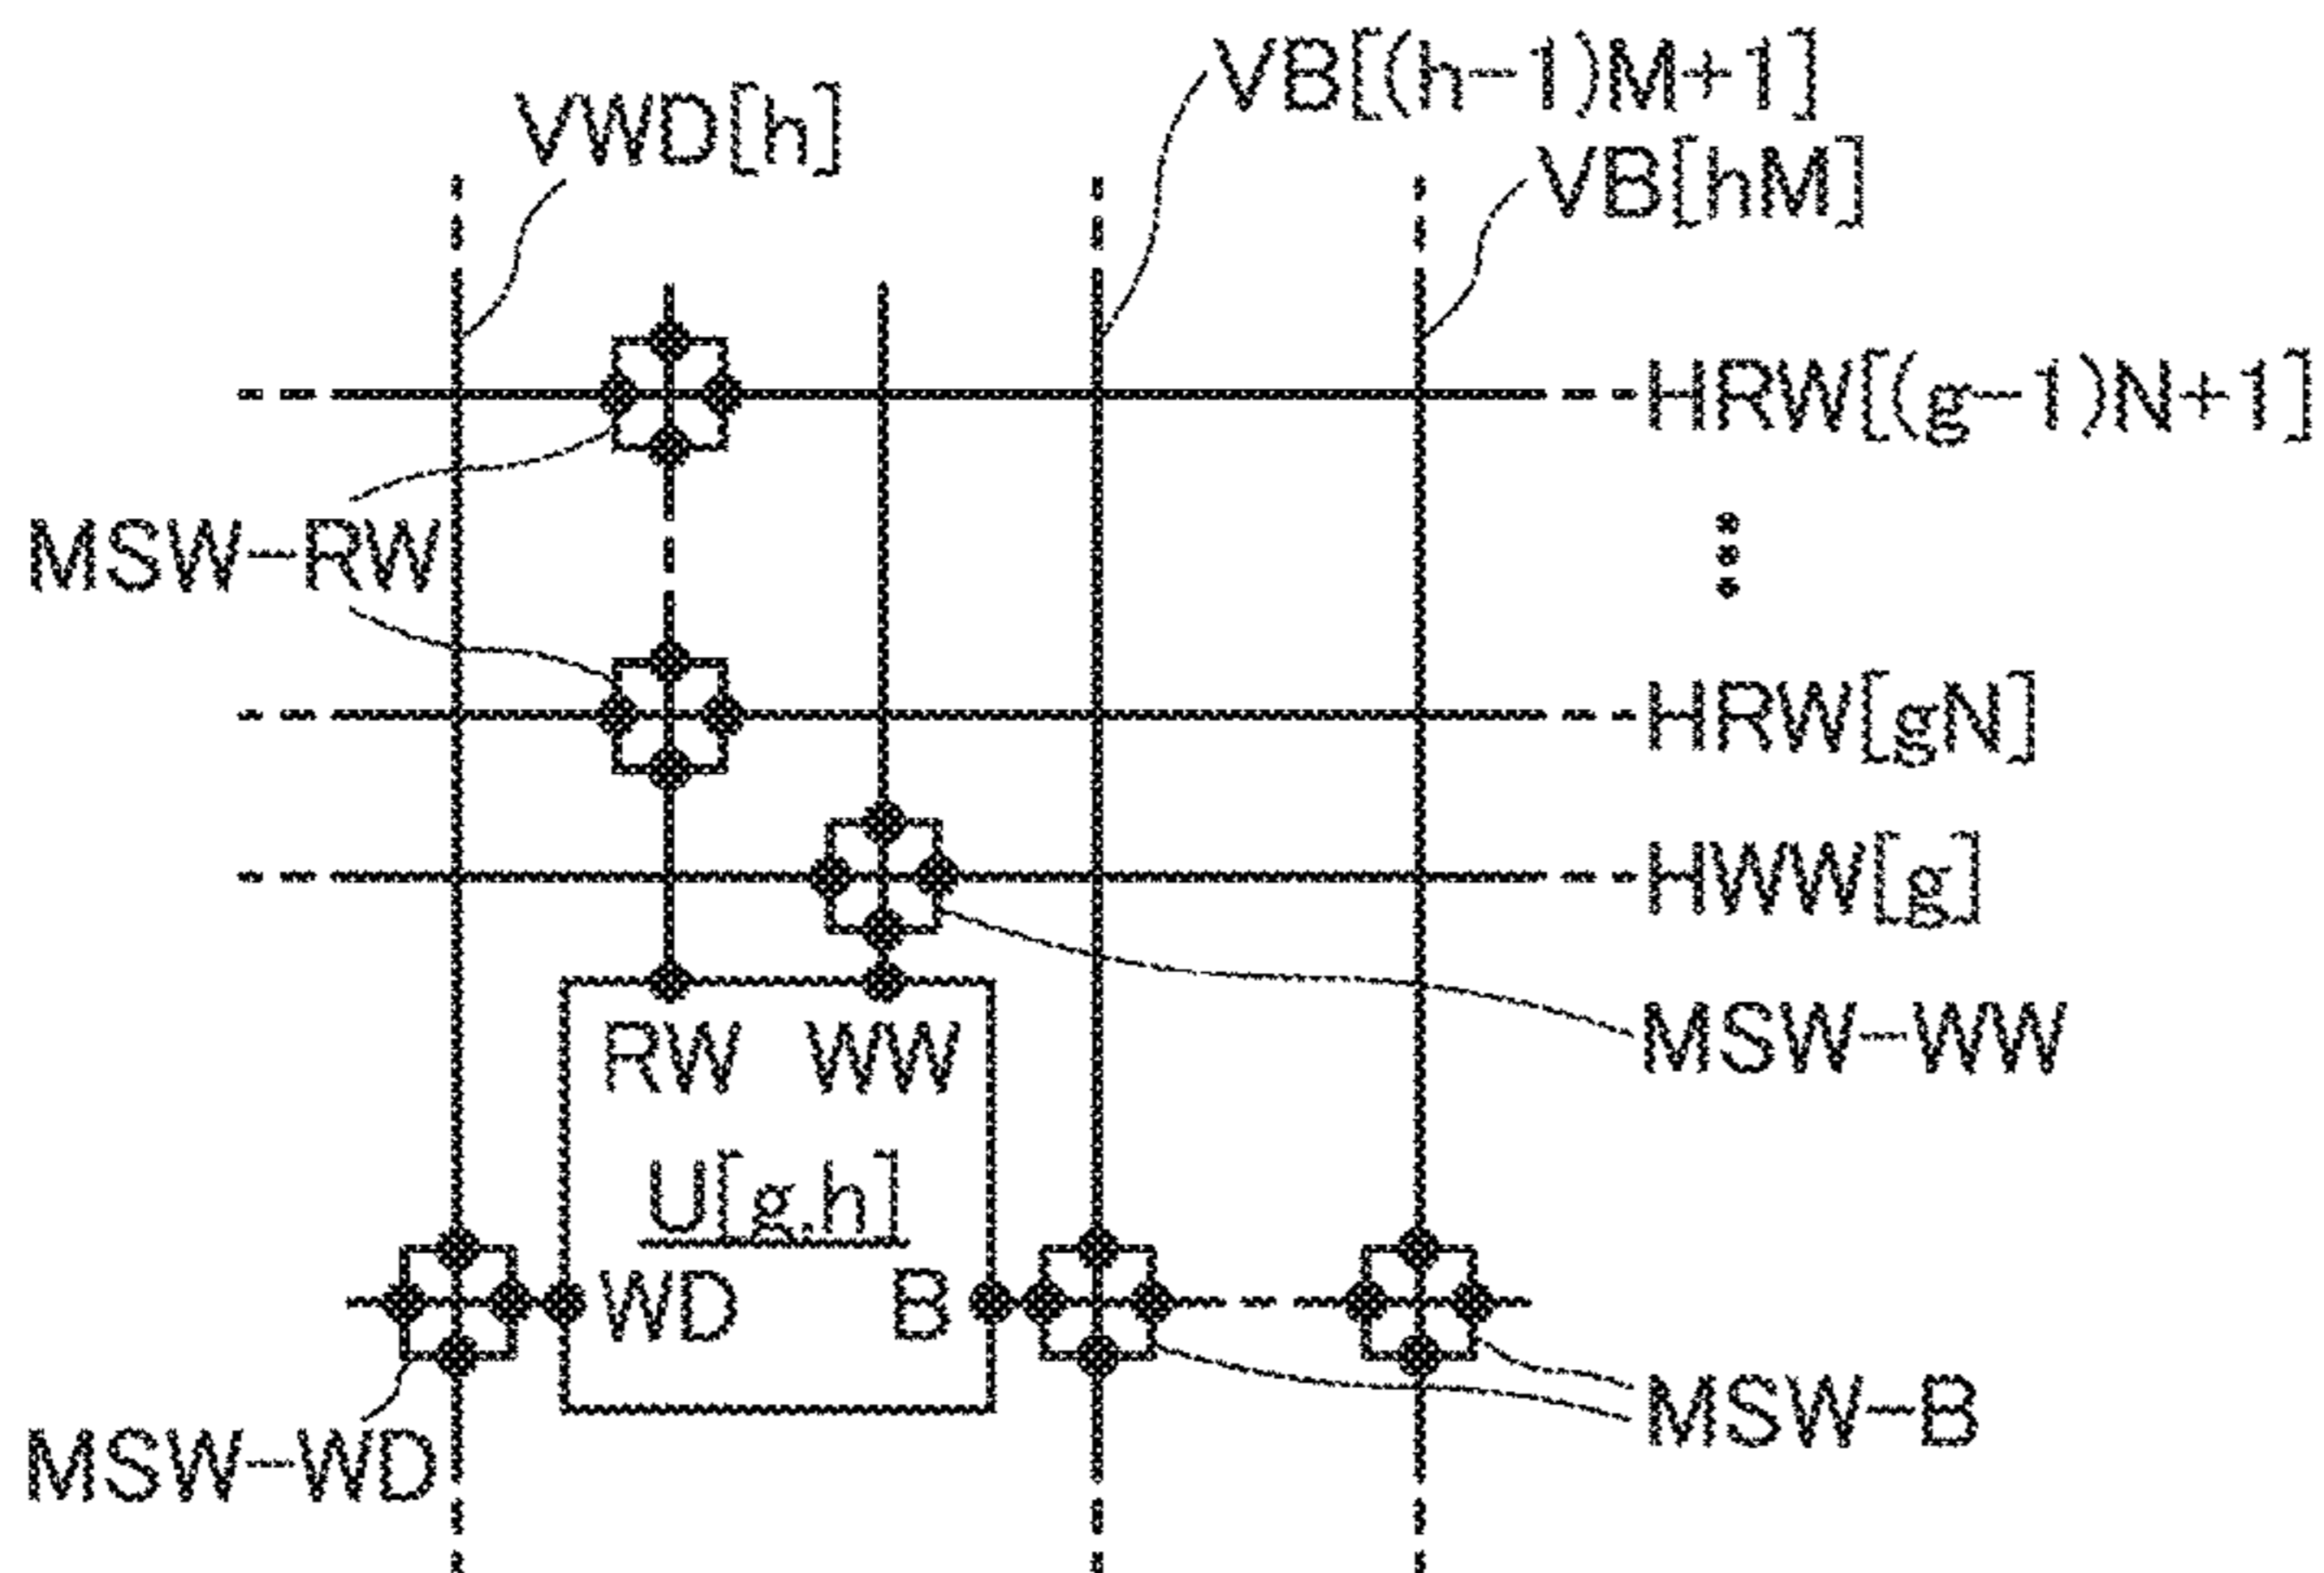 VB[(h-1)M+1]
VWD[h]
VB[hM]
HRW[(g-1)N+1]
MSW-RW
HRW[gN]
HWW[g]
RW WW
MSW-WW
U[g,h]
WD B
MSW-B
MSW-WD